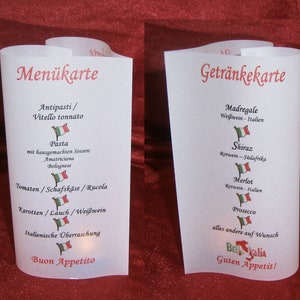 Menükarte
Antipasti /
Vitello tonnato
Pasta
mit hausgemachten Sossen:
Amatriciana
Bolognese
Tomaten / Schafskäse / Rucola
Karotten / Lauch / Weißwein
Italienische Überraschung
Buon Appetito
Getränkekarte
Madregale
Weißwein - Italien
Shiraz
Rotwein - Südafrika
Merlot
Rotwein - Italien
Prosecco
alles andere auf Wunsch
Guten Appetit!